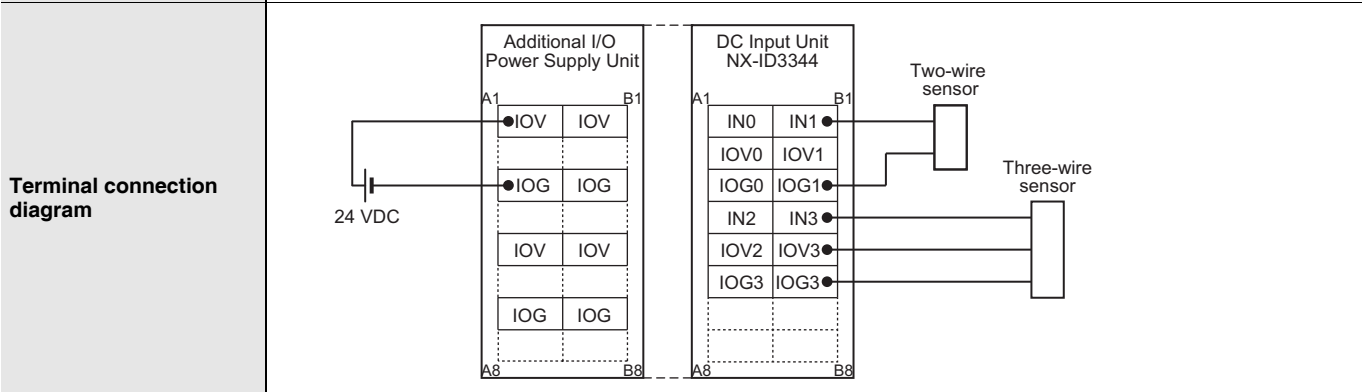 Terminal connection
diagram
24 VDC
Additional I/O
Power Supply Unit
A1 B1
IOV IOV
IOG IOG
IOV IOV
IOG IOG
A8 B8
DC Input Unit
NX-ID3344
A1 B1
IN0 IN1
IOV0 IOV1
IOG0 IOG1
IN2 IN3
IOV2 IOV3
IOG3 IOG3
A8 B8
Two-wire
sensor
Three-wire
sensor